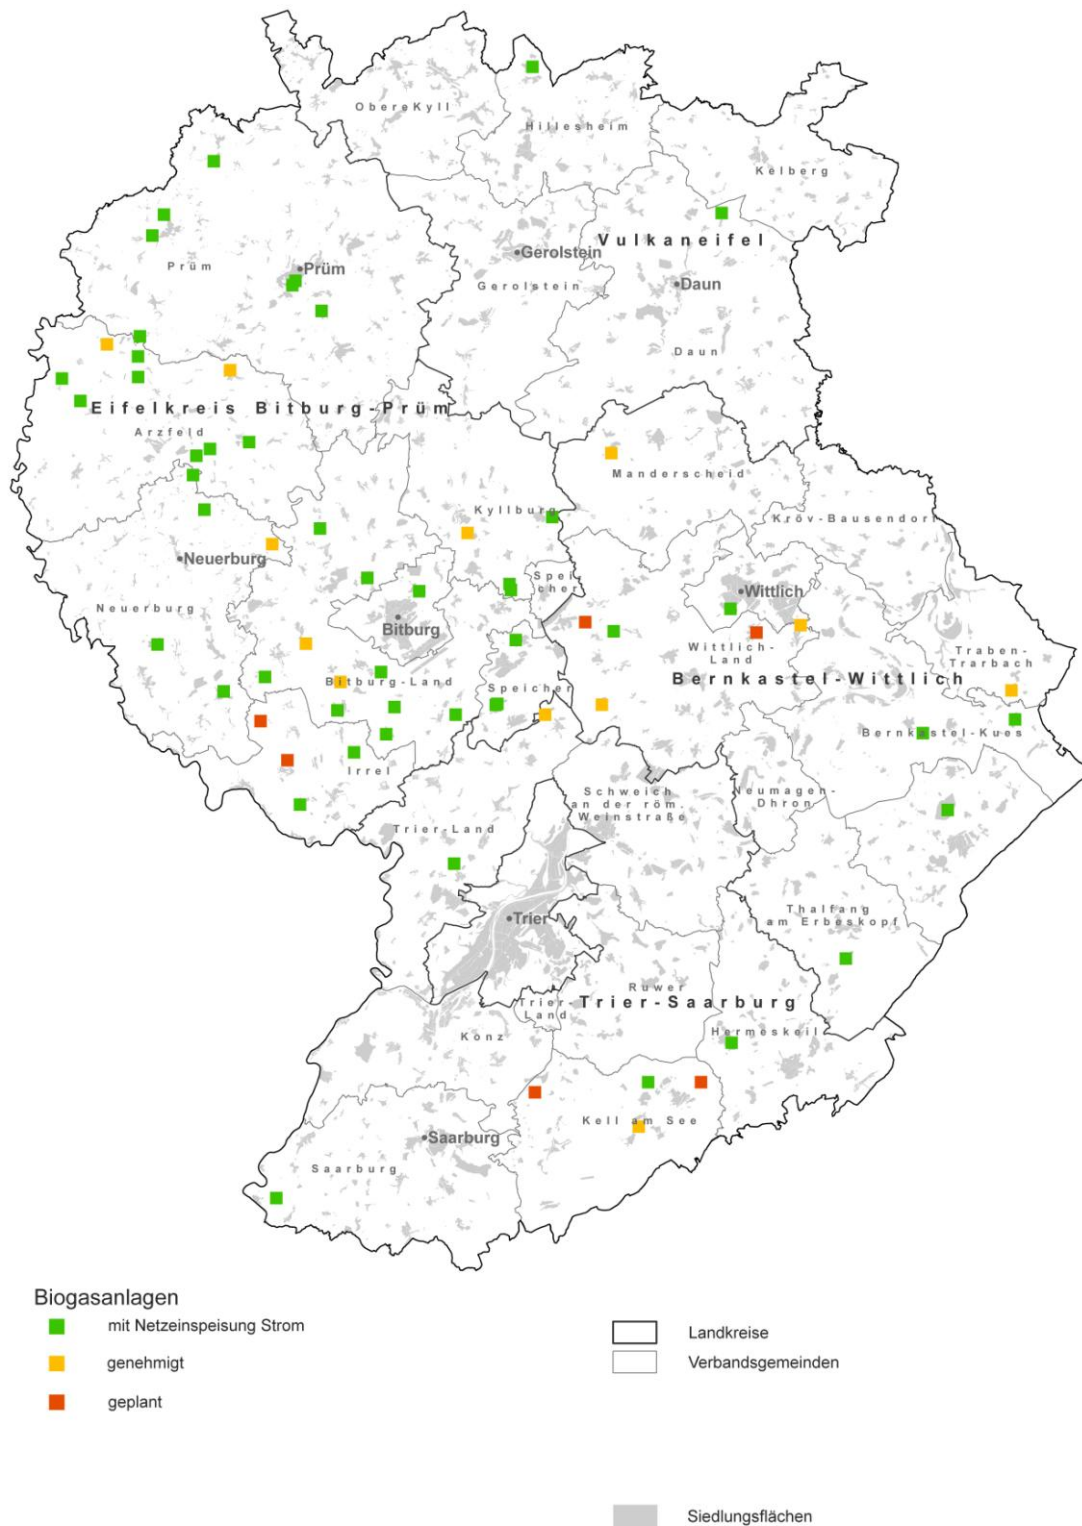 Obere Kyll
Hillesheim
Kelberg
Vulkaneifel
Gerolstein
Prüm
Prüm
Gerolstein
Daun
Daun
Eifelkreis Bitburg-Prüm
Arzfeld
Manderscheid
Kyllburg
Kröv-Bausendorf
Neuerburg
Spei
cher
Wittlich
Neuerburg
Bitburg
Wittlich-
Land
Traben-
Trarbach
Bernkastel-Wittlich
Bitburg-Land
Speicher
Bernkastel-Kues
Irrel
Schweich
an der röm.
Weinstraße
Neumagen-
Dhron
Trier-Land
Thalfang
am Erbeskopf
Trier
Ruwer
Trier-Saarburg
Trier-
Land
Konz
Hermeskeil
Kell am See
Saarburg
Saarburg
Biogasanlagen
mit Netzeinspeisung Strom
genehmigt
geplant
Landkreise
Verbandsgemeinden
Siedlungsflächen